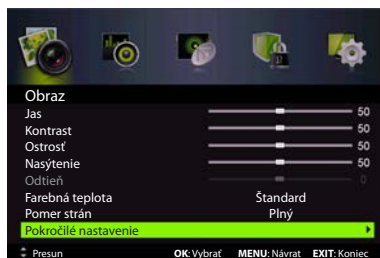 Obraz
Jas 50
Kontrast 50
Ostrosť 50
Nasýtenie 50
Odtieň 0
Farebná teplota Štandard
Pomer strán Plný
Pokročilé nastavenie
Presun OK: Vybrať MENU: Návrat EXIT: Koniec